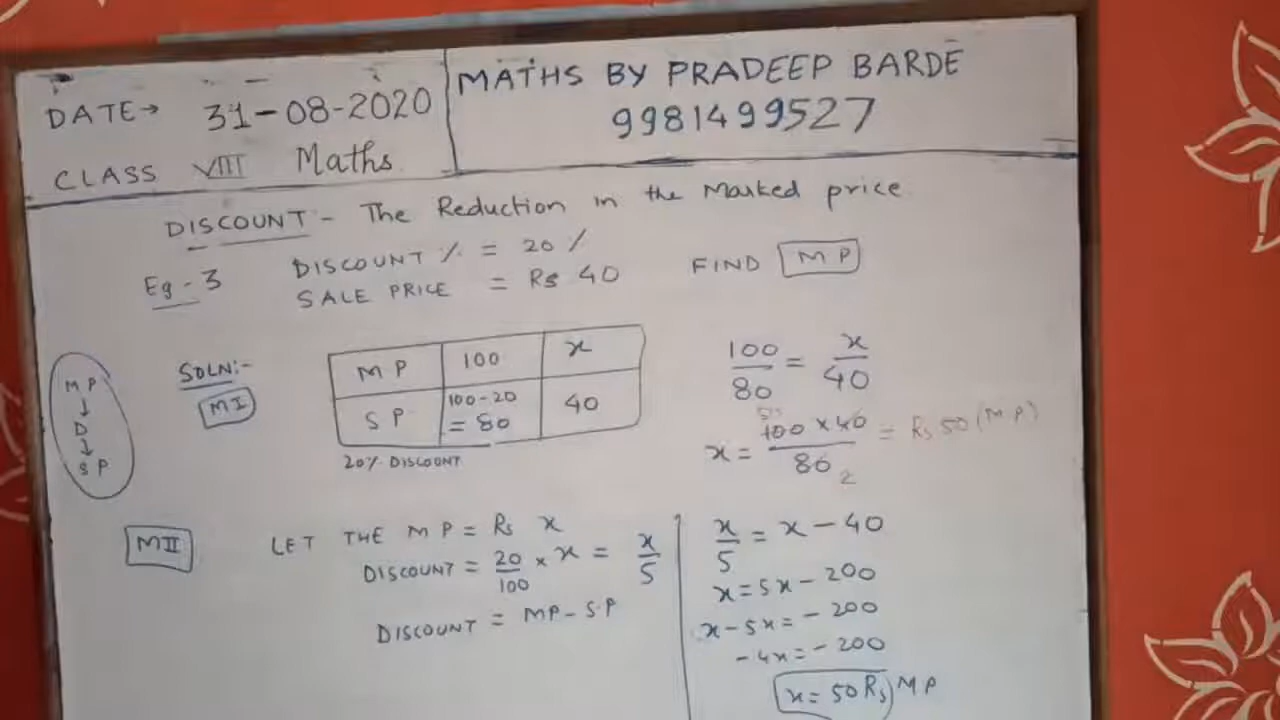 DATE→ 31-08-2020
CLASS VIII Maths
MATHS BY PRADEEP BARDE
9981499527
DISCOUNT :- The Reduction in the Marked price
Eg - 3 DISCOUNT % = 20 % FIND MP
SALE PRICE = Rs 40
MP
↓
D
↓
SP
SOLN:-
MI
MP 100 x
SP 100-20 = 80 40
20% DISCOUNT
100/80 = x/40
x = 100 x 40/80 = Rs 50 (MP)
50
2
MII
LET THE MP = Rs x
DISCOUNT = 20/100 x x = x/5
DISCOUNT = MP - S.P
x/5 = x - 40
x = 5x - 200
x - 5x = - 200
- 4x = - 200
x = 50 Rs MP